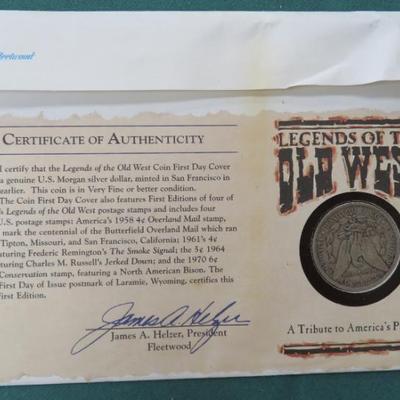 Fleetwood
CERTIFICATE OF AUTHENTICITY
I certify that the Legends of the Old West Coin First Day Cover
a genuine U.S. Morgan silver dollar, minted in San Francisco in
earlier. This coin is in Very Fine or better condition.
The Coin First Day Cover also features First Editions of four of
's Legends of the Old West postage stamps and includes four
U.S. postage stamps: America's 1958 4¢ Overland Mail stamp,
mark the centennial of the Butterfield Overland Mail which ran
Tipton, Missouri, and San Francisco, California; 1961's 4¢
featuring Frederic Remington's The Smoke Signal; the 5¢ 1964
featuring Charles M. Russell's Jerked Down; and the 1970 6¢
Conservation stamp, featuring a North American Bison. The
First Day of Issue postmark of Laramie, Wyoming, certifies this
First Edition.
James A. Helzer
James A. Helzer, President
Fleetwood
LEGENDS OF T
OLD WES
A Tribute to America's P